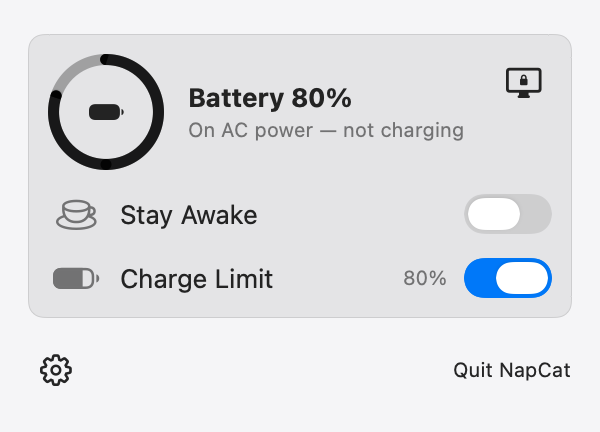 Battery 80%
On AC power — not charging
Stay Awake
Charge Limit 80%
Quit NapCat